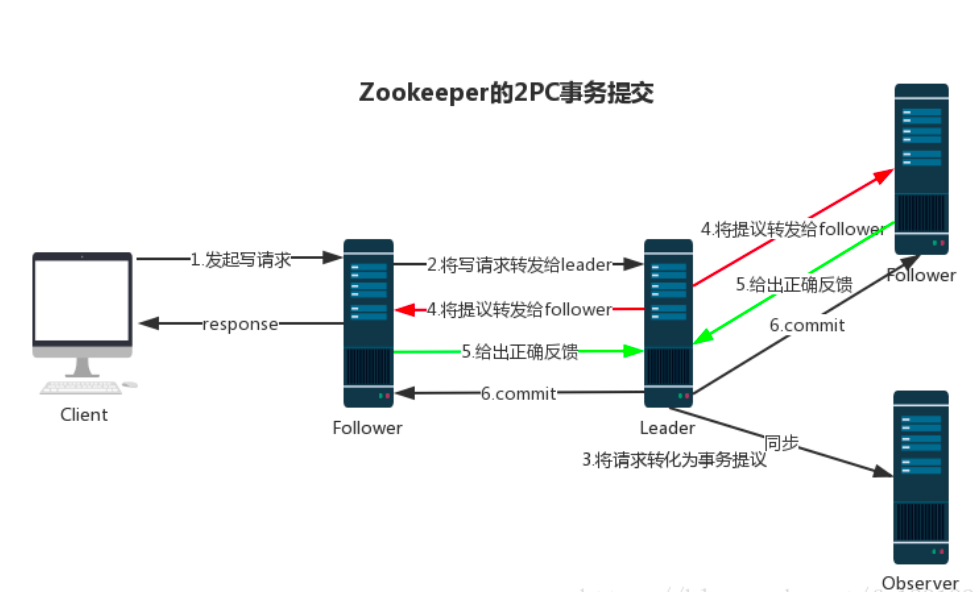 Zookeeper的2PC事务提交
4.将提议转发给follower
1.发起写请求
2.将写请求转发给leader
5.给出正确反馈
Follower
4.将提议转发给follower
response
6.commit
5.给出正确反馈
6.commit
Client
Follower
Leader
同步
3.将请求转化为事务提议
Observer